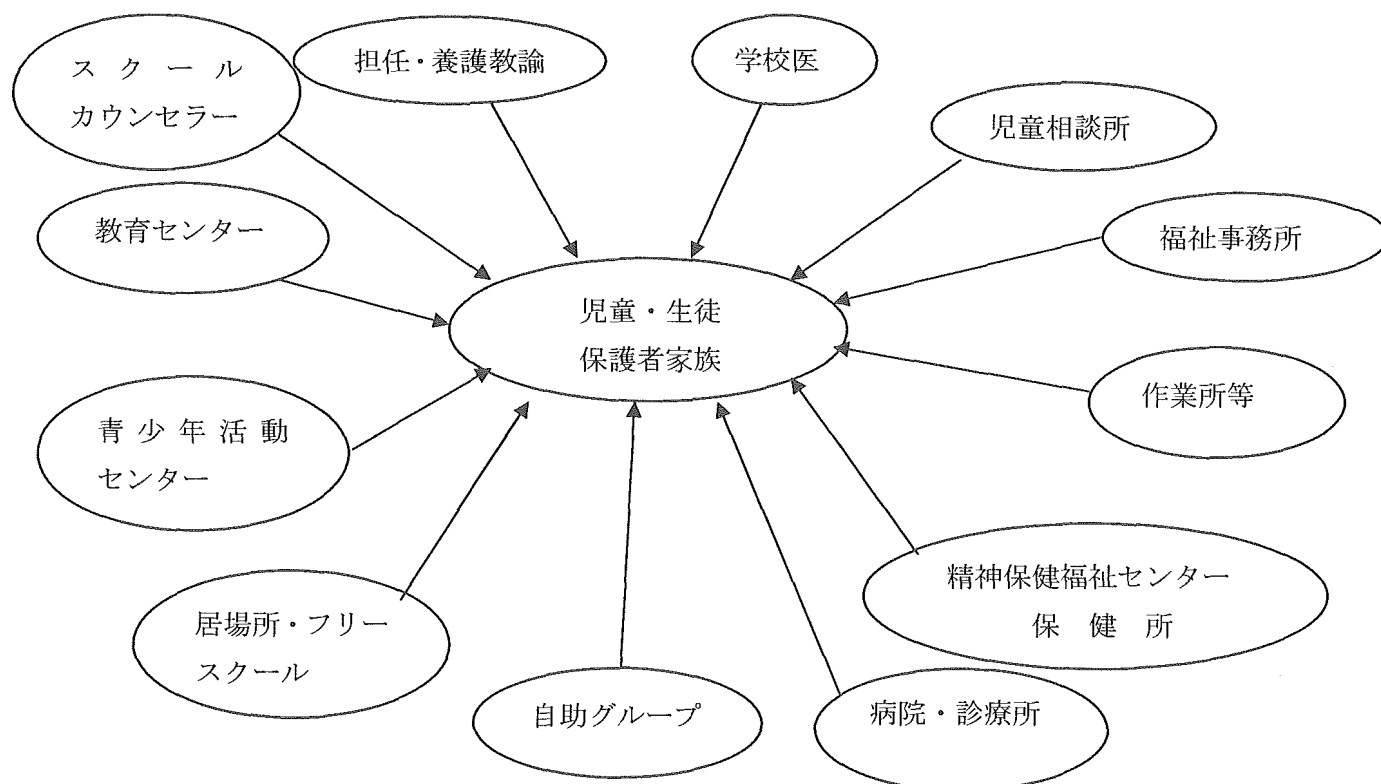 スクール
カウンセラー
担任・養護教諭
学校医
児童相談所
教育センター
福祉事務所
児童・生徒
保護者家族
作業所等
青少年活動
センター
居場所・フリー
スクール
精神保健福祉センター
保健所
自助グループ
病院・診療所